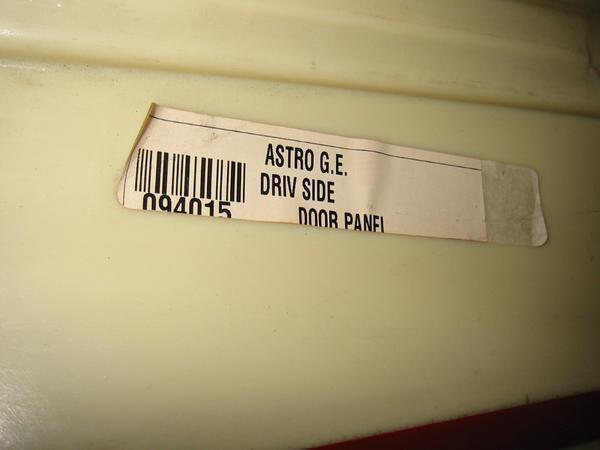 ASTRO G.E.
DRIV SIDE
094015
DOOR PANEL